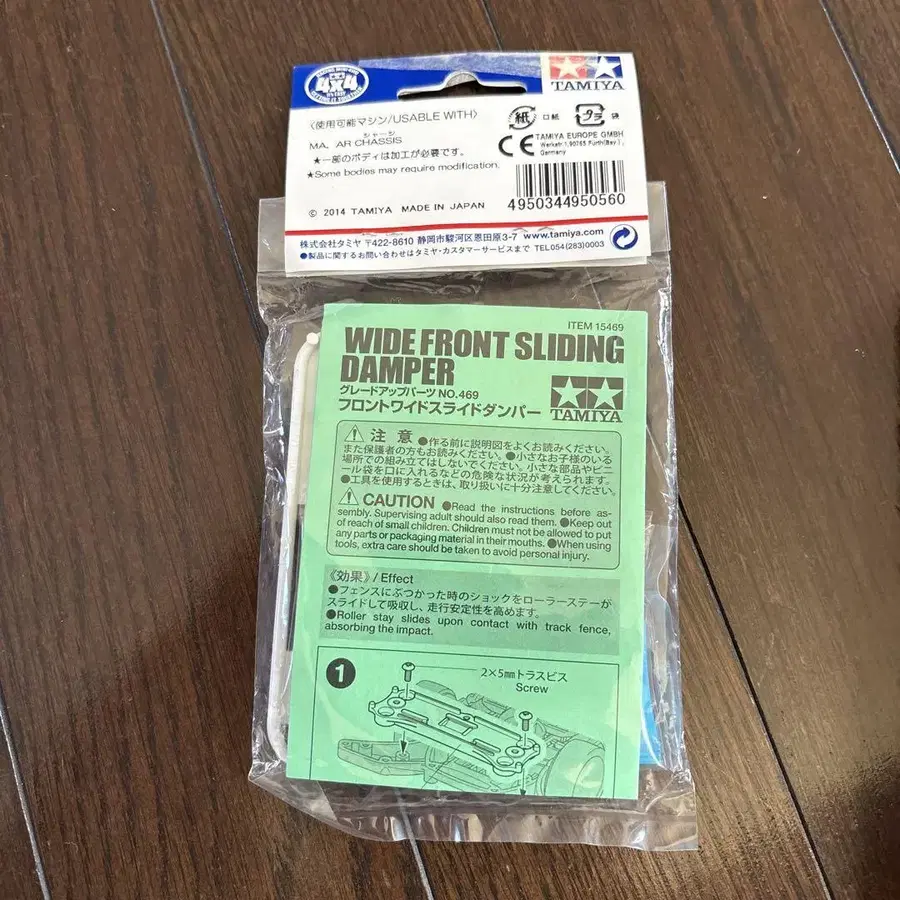 4x4
TAMIYA
〈使用可能マシン/USABLE WITH〉
シャーシ
MA、AR CHASSIS
★一部のボディは加工が必要です。
★Some bodies may require modification.
紙 口紙
プラ 袋
CE
TAMIYA EUROPE GMBH
Werkstr.1,90765 Fürth(Bay),
Germany
4950344950560
© 2014 TAMIYA MADE IN JAPAN
株式会社タミヤ 〒422-8610 静岡市駿河区恩田原3-7 www.tamiya.com
●製品に関するお問い合わせはタミヤ・カスタマーサービスまで TEL054(283)0003
ITEM 15469
WIDE FRONT SLIDING
DAMPER
グレードアップパーツ NO.469
フロントワイドスライドダンパー
TAMIYA
注 意 ●作る前に説明図をよくお読みください。
また保護者の方もお読みください。●小さなお子様のいる
場所での組み立てはしないでください。小さな部品やビニ
ール袋を口に入れるなどの危険な状況が考えられます。
●工具を使用するときは、取り扱いに十分注意してください。
CAUTION ●Read the instructions before as-
sembly. Supervising adult should also read them. ●Keep out
of reach of small children. Children must not be allowed to put
any parts or packaging material in their mouths. ●When using
tools, extra care should be taken to avoid personal injury.
《効果》/ Effect
●フェンスにぶつかった時のショックをローラーステーが
スライドして吸収し、走行安定性を高めます。
●Roller stay slides upon contact with track fence,
absorbing the impact.
1
2×5㎜トラスビス
Screw